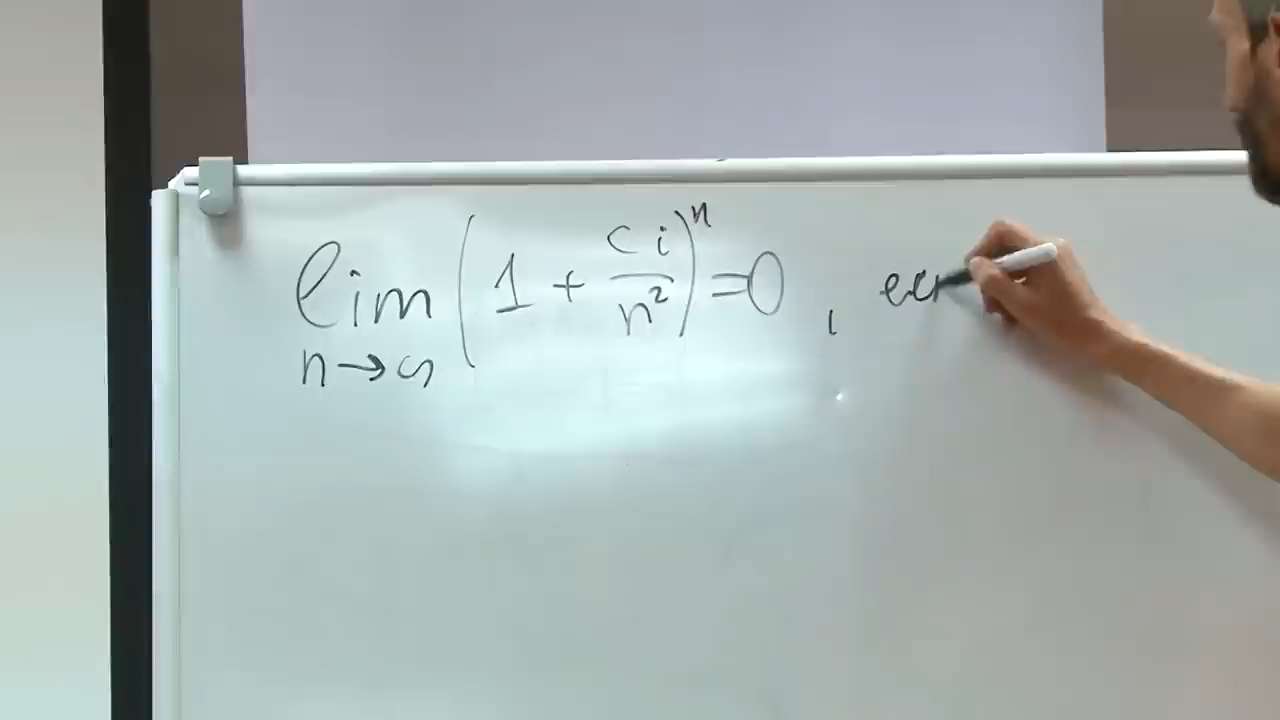 lim n→∞ (1 + ci/n²)ⁿ = 0 ,